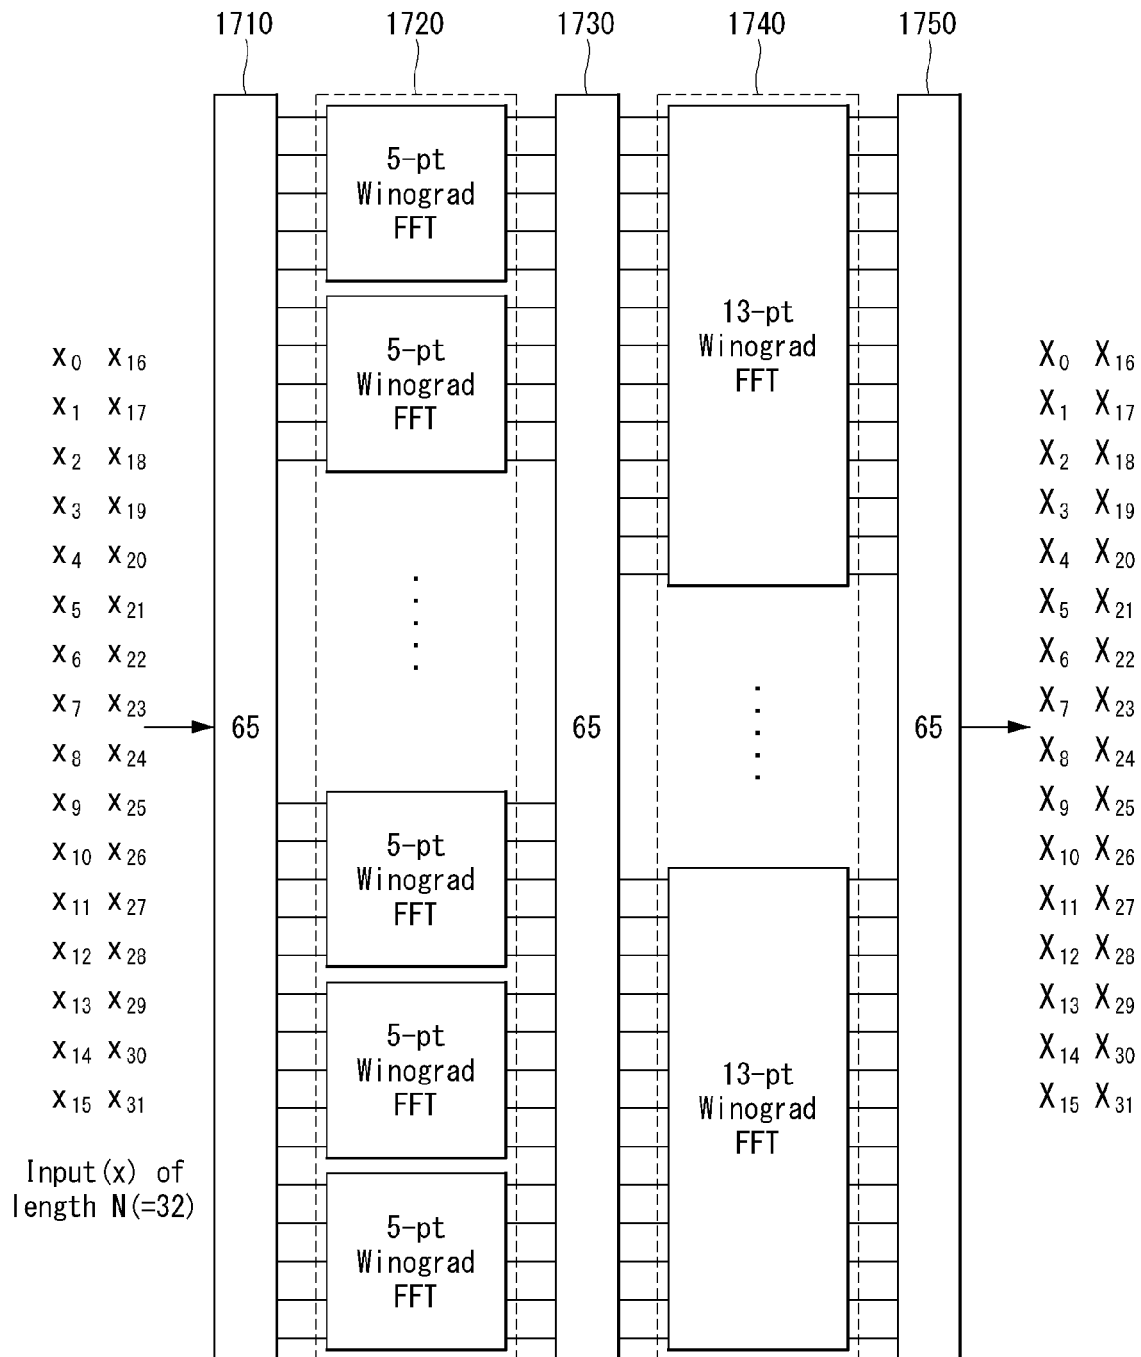 1710 1720 1730 1740 1750
5-pt
Winograd
FFT
5-pt
Winograd
FFT
13-pt
Winograd
FFT
x0 x16
x1 x17
x2 x18
x3 x19
x4 x20
x5 x21
x6 x22
x7 x23
x8 x24
x9 x25
x10 x26
x11 x27
x12 x28
x13 x29
x14 x30
x15 x31
Input(x) of
length N(=32)
65 65 65
5-pt
Winograd
FFT
5-pt
Winograd
FFT
5-pt
Winograd
FFT
13-pt
Winograd
FFT
X0 X16
X1 X17
X2 X18
X3 X19
X4 X20
X5 X21
X6 X22
X7 X23
X8 X24
X9 X25
X10 X26
X11 X27
X12 X28
X13 X29
X14 X30
X15 X31